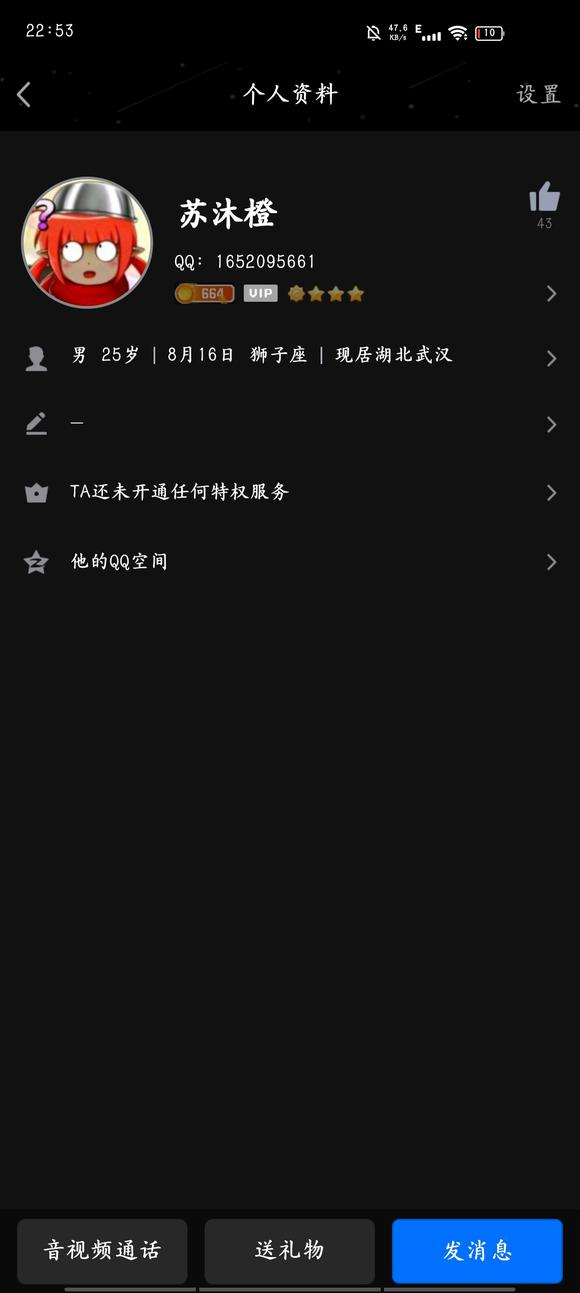 22:53
47.6
KB/s
E
10
个人资料
设置
?
苏沐橙
43
QQ: 1652095661
664
VIP
男 25岁 | 8月16日 狮子座 | 现居湖北武汉
—
TA还未开通任何特权服务
他的QQ空间
音视频通话
送礼物
发消息